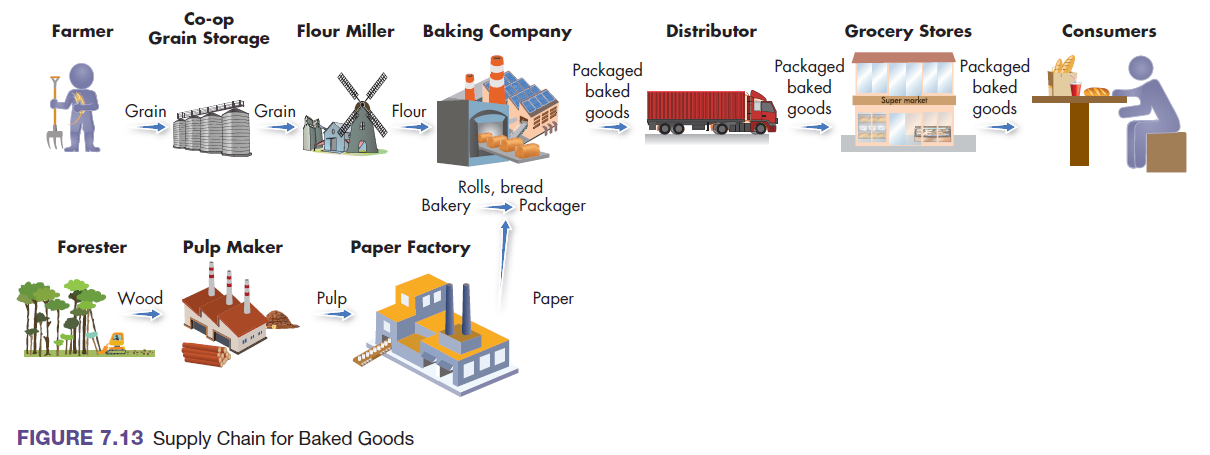 Farmer
Co-op
Grain Storage
Flour Miller
Baking Company
Distributor
Grocery Stores
Consumers
Grain
Grain
Flour
Packaged
baked
goods
Packaged
baked
goods
Super market
Packaged
baked
goods
Rolls, bread
Bakery
Packager
Forester
Pulp Maker
Paper Factory
Wood
Pulp
Paper
FIGURE 7.13 Supply Chain for Baked Goods